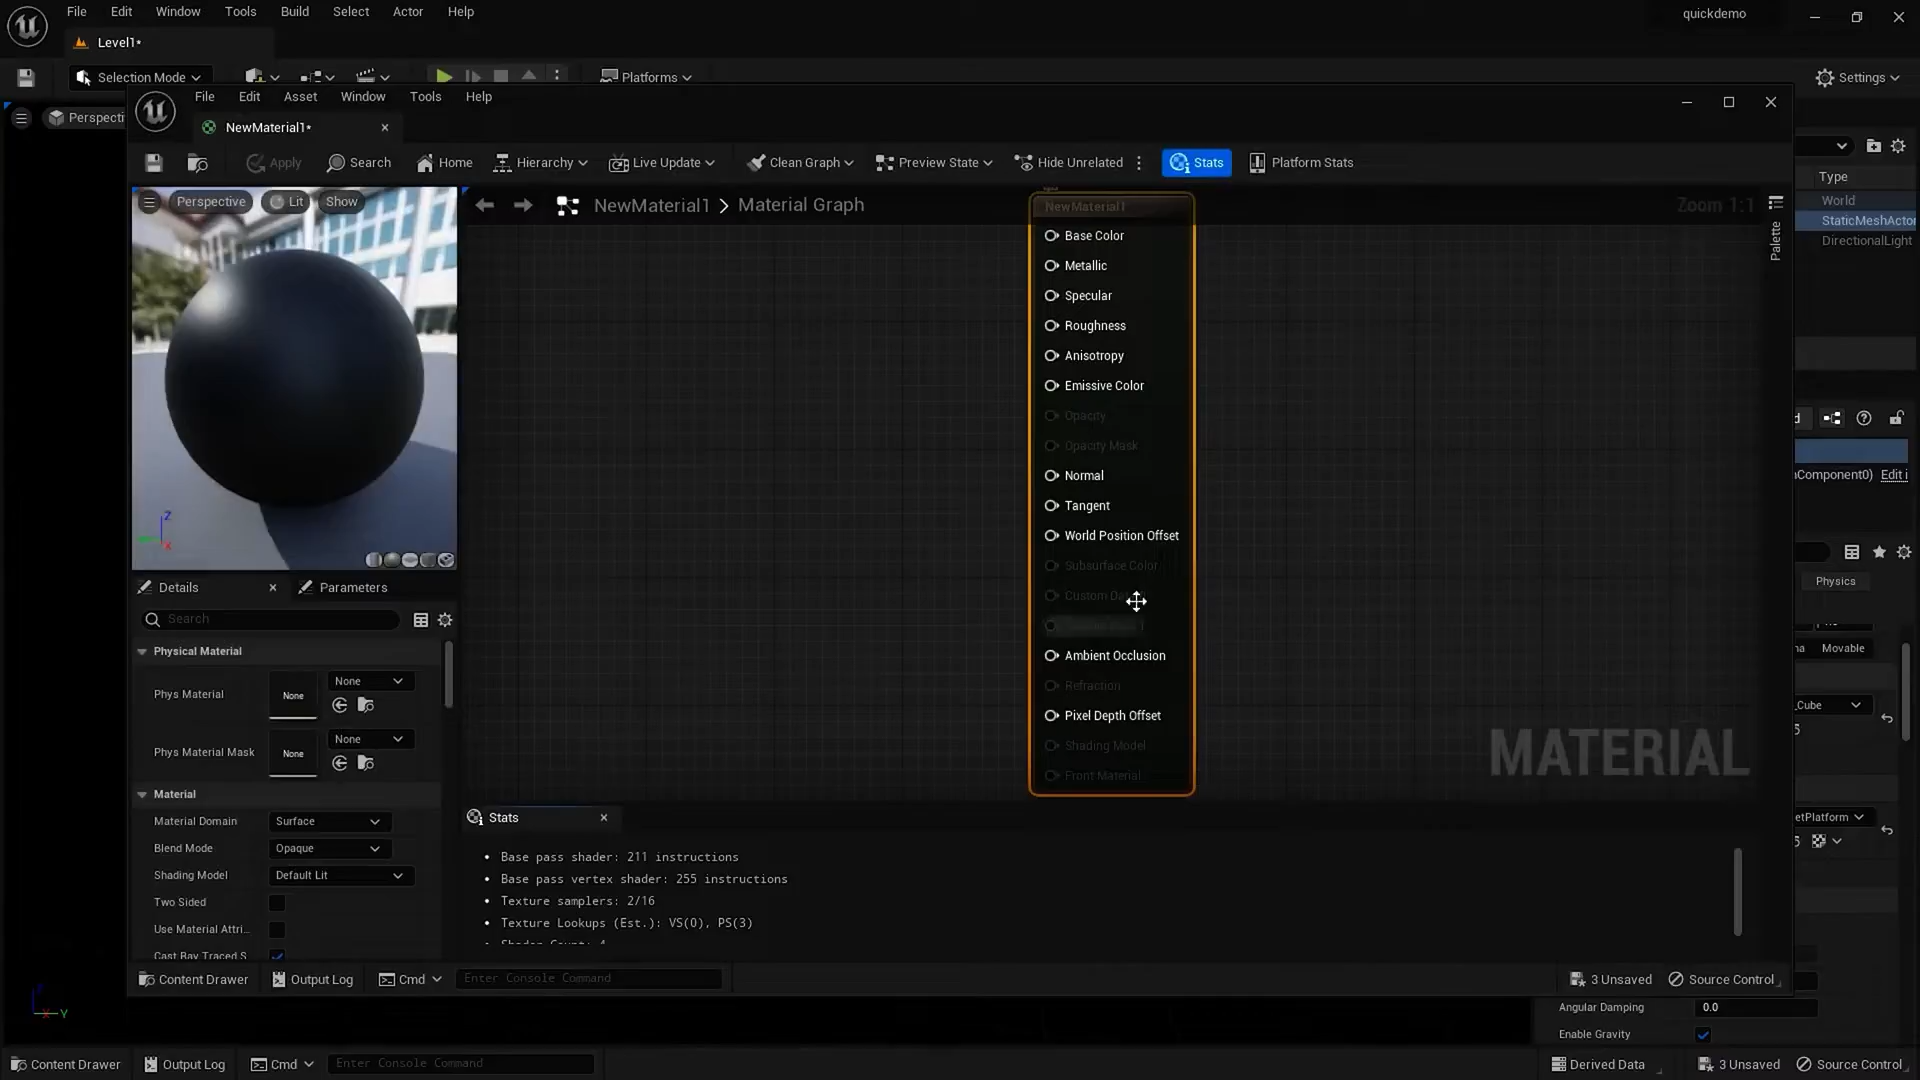 File Edit Window Tools Build Select Actor Help
quickdemo
Level1*
Selection Mode
Platforms
Settings
Perspecti
File Edit Asset Window Tools Help
NewMaterial1*
Apply Search Home Hierarchy Live Update Clean Graph Preview State Hide Unrelated Stats Platform Stats
Type
World
StaticMeshActor
DirectionalLight
Perspective Lit Show
NewMaterial1 > Material Graph
Zoom 1:1
Palette
NewMaterial1
Base Color
Metallic
Specular
Roughness
Anisotropy
Emissive Color
Opacity
Opacity Mask
Normal
Tangent
World Position Offset
Subsurface Color
Ambient Occlusion
Refraction
Pixel Depth Offset
Shading Model
Front Material
MATERIAL
Z
X
Details Parameters
Search
Physical Material
Phys Material None None
Phys Material Mask None None
Material
Material Domain Surface
Blend Mode Opaque
Shading Model Default Lit
Two Sided
Use Material Attri...
Cast Ray Traced S
Stats
• Base pass shader: 211 instructions
• Base pass vertex shader: 255 instructions
• Texture samplers: 2/16
• Texture Lookups (Est.): VS(0), PS(3)
Content Drawer Output Log Cmd Enter Console Command
3 Unsaved Source Control
d
nComponent0) Edit i
Physics
Movable
_Cube
etPlatform
Angular Damping 0.0
Enable Gravity
X Y
Content Drawer Output Log Cmd Enter Console Command
Derived Data 3 Unsaved Source Control